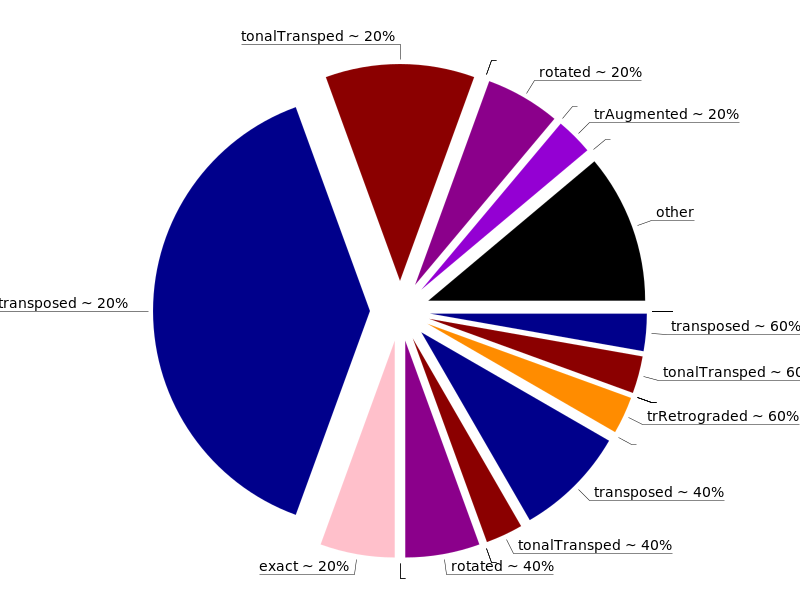 tonalTransped ~ 20%
rotated ~ 20%
trAugmented ~ 20%
other
transposed ~ 20%
transposed ~ 60%
tonalTransped ~ 60
trRetrograded ~ 60%
transposed ~ 40%
tonalTransped ~ 40%
exact ~ 20%
rotated ~ 40%